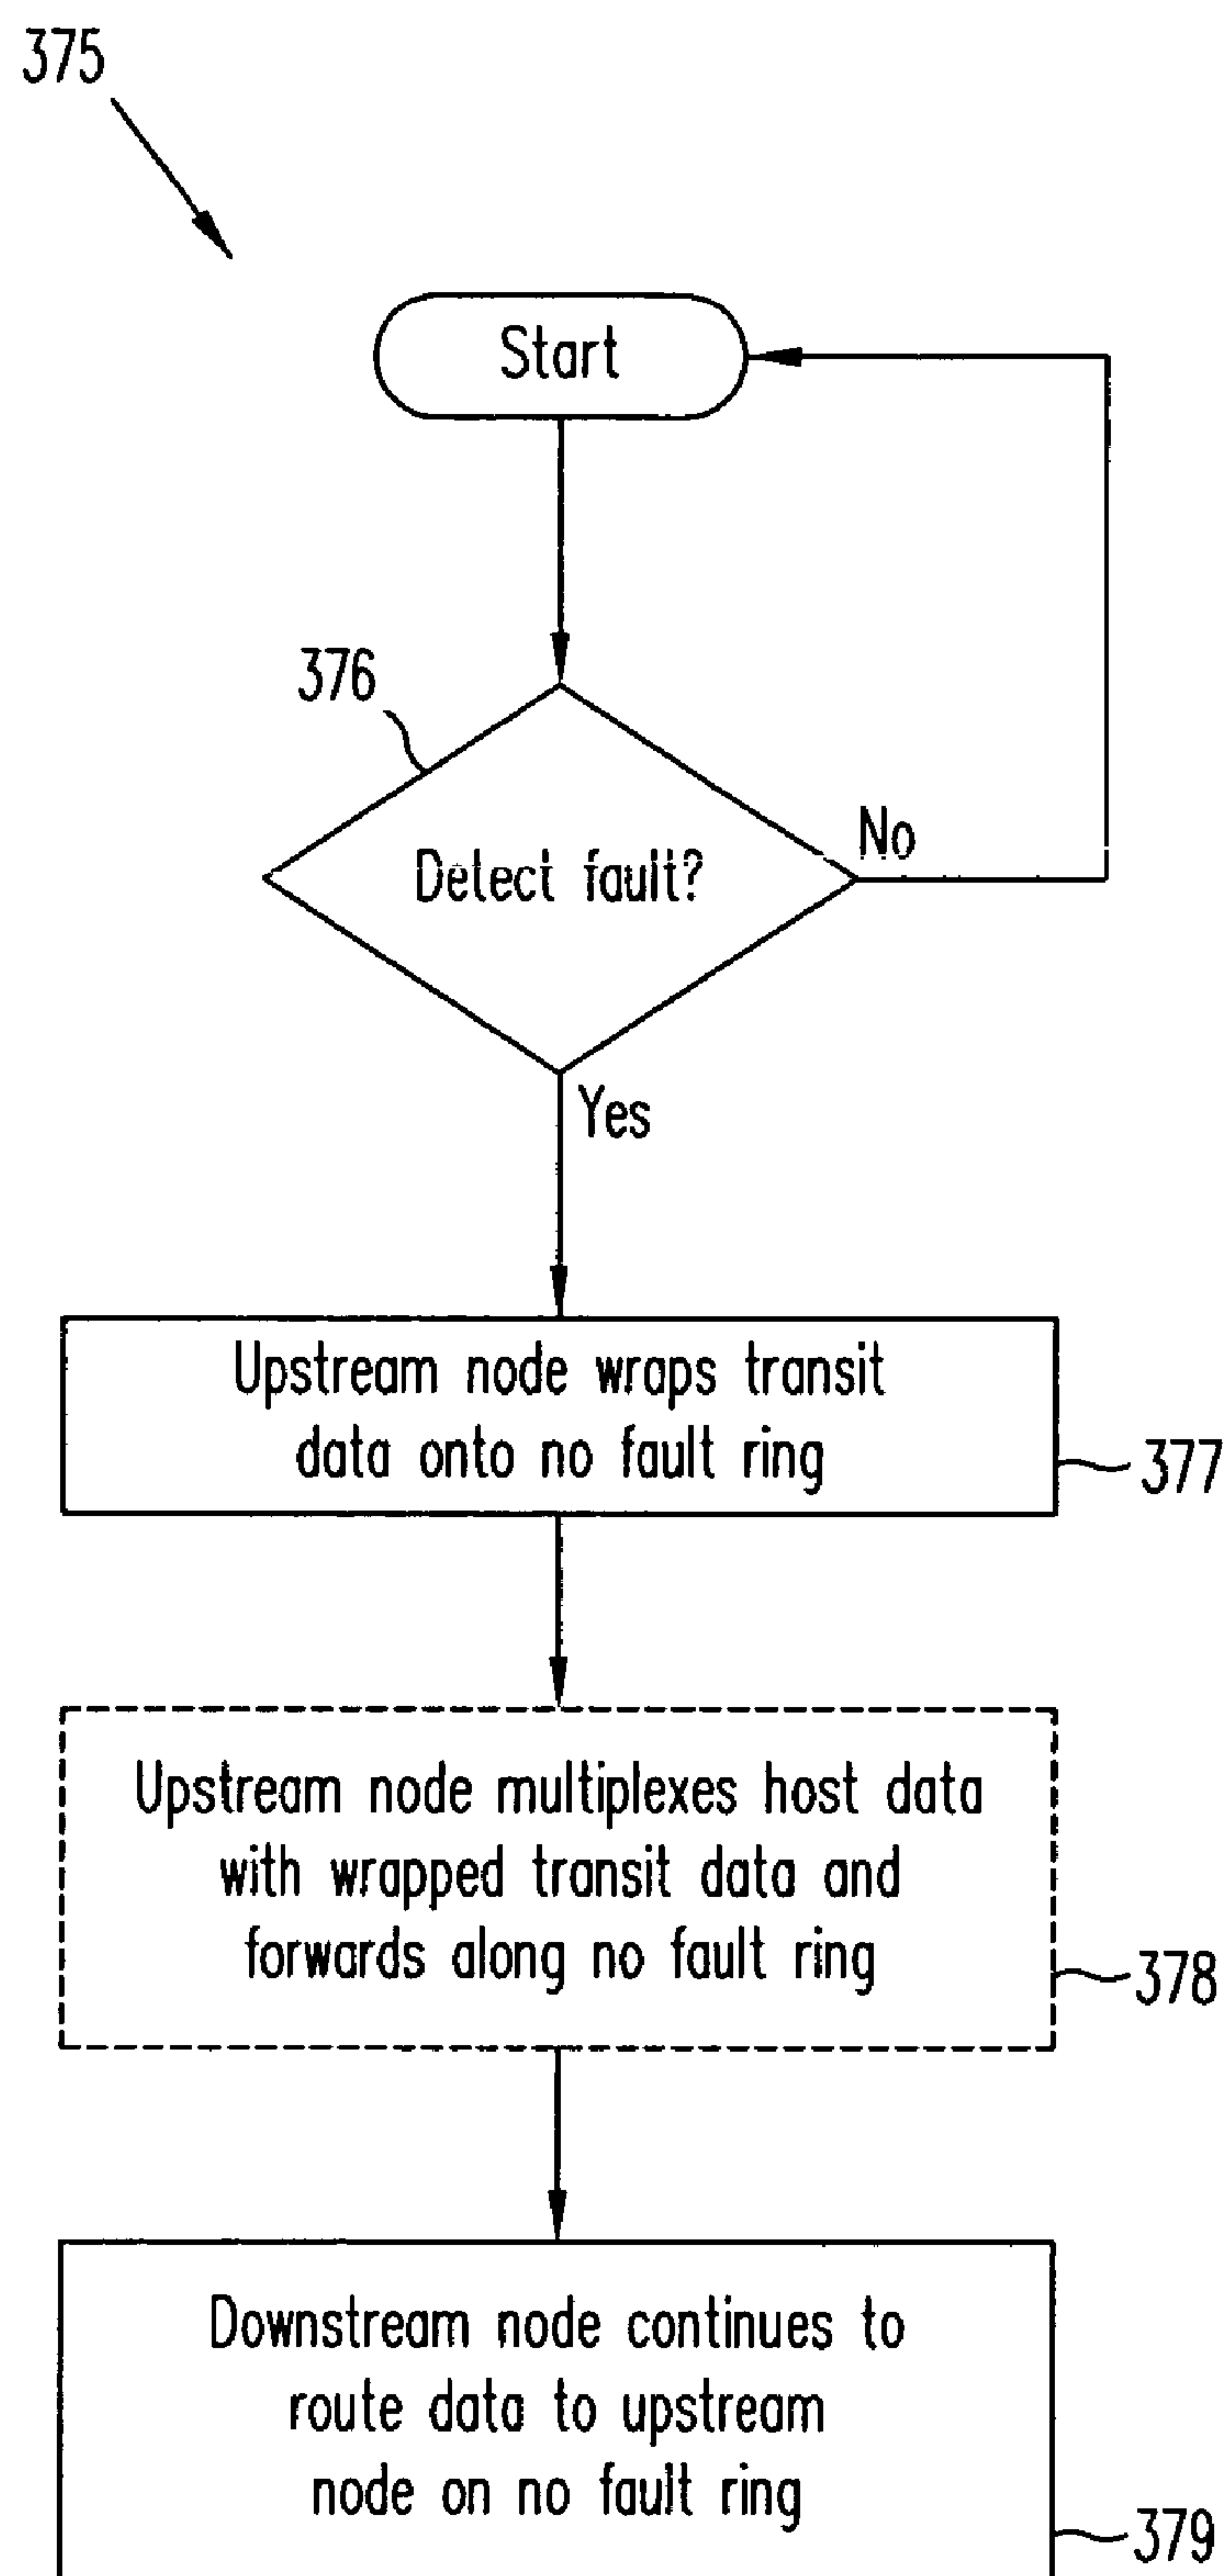 375
Start
376
Detect fault?
No
Yes
Upstream node wraps transit
data onto no fault ring
377
Upstream node multiplexes host data
with wrapped transit data and
forwards along no fault ring
378
Downstream node continues to
route data to upstream
node on no fault ring
379